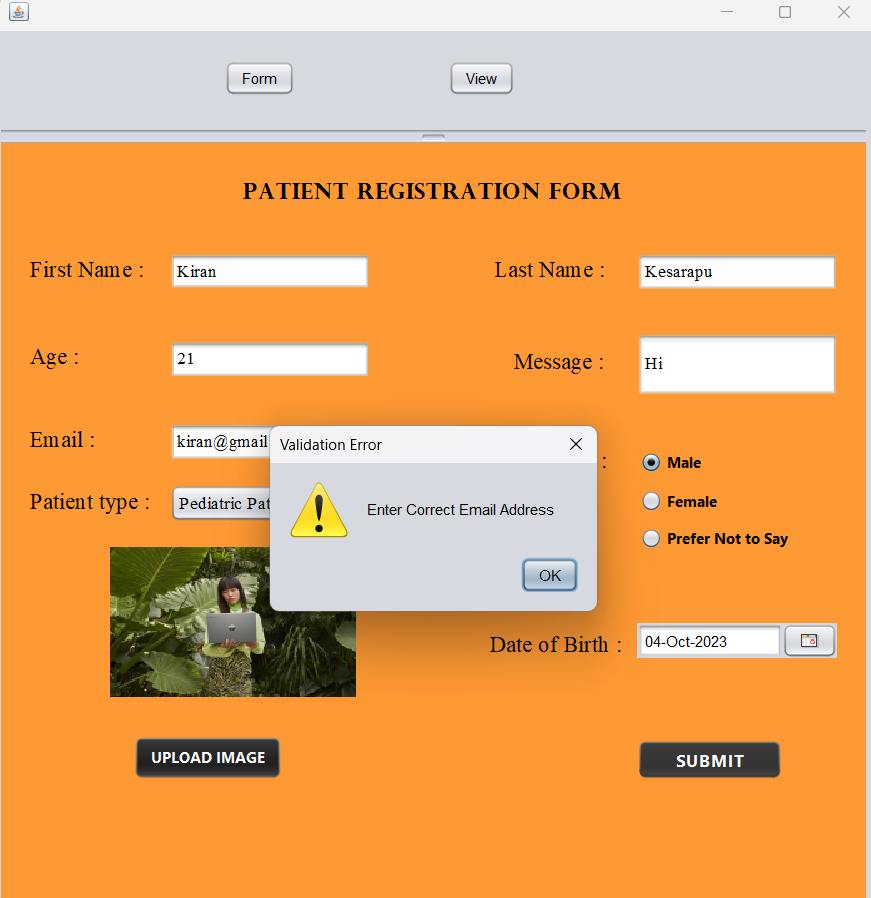 Form View
PATIENT REGISTRATION FORM
First Name : Kiran Last Name : Kesarapu
Age : 21 Message : Hi
Email : kiran@gmail
Validation Error
Enter Correct Email Address
OK
: Male
Female
Prefer Not to Say
Patient type : Pediatric
Date of Birth : 04-Oct-2023
UPLOAD IMAGE SUBMIT